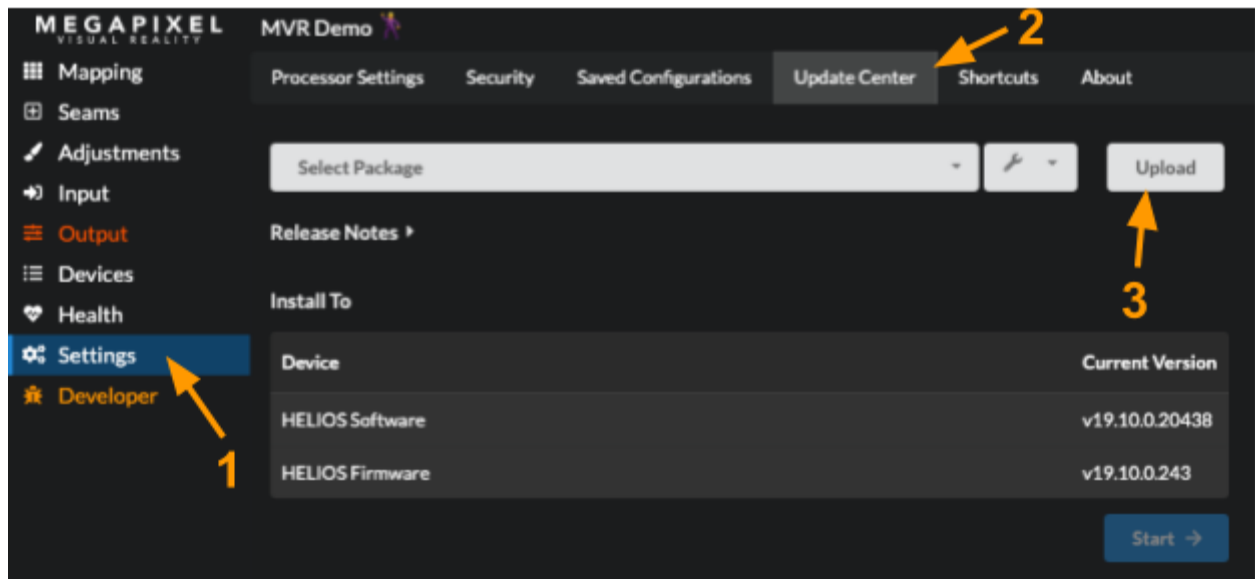 MEGAPIXEL
VISUAL REALITY
MVR Demo
2
Mapping
Processor Settings Security Saved Configurations Update Center Shortcuts About
Seams
Adjustments
Select Package
Upload
Input
Output
Release Notes
Devices
Install To
3
Health
Settings
Device Current Version
Developer
HELIOS Software v19.10.0.20438
1
HELIOS Firmware v19.10.0.243
Start →